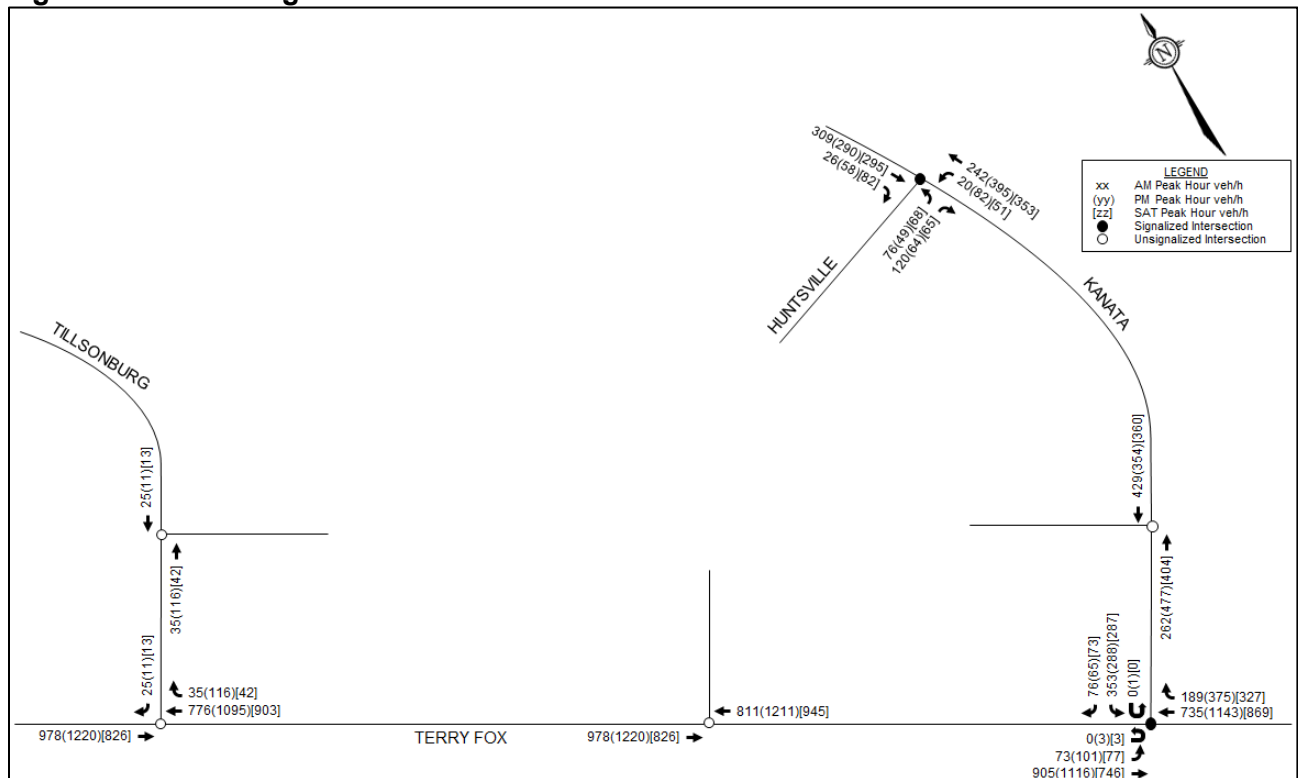 N
LEGEND
xx AM Peak Hour veh/h
(yy) PM Peak Hour veh/h
[zz] SAT Peak Hour veh/h
Signalized Intersection
Unsignalized Intersection
309(290)[295]
26(58)[82]
242(395)[353]
20(82)[51]
76(49)[68]
120(64)[65]
HUNTSVILLE
KANATA
TILLSONBURG
25(11)[13]
35(116)[42]
25(11)[13]
35(116)[42]
776(1095)[903]
978(1220)[826]
TERRY FOX
811(1211)[945]
978(1220)[826]
429(354)[360]
262(477)[404]
76(65)[73]
353(288)[287]
0(1)[0]
189(375)[327]
735(1143)[869]
0(3)[3]
73(101)[77]
905(1116)[746]